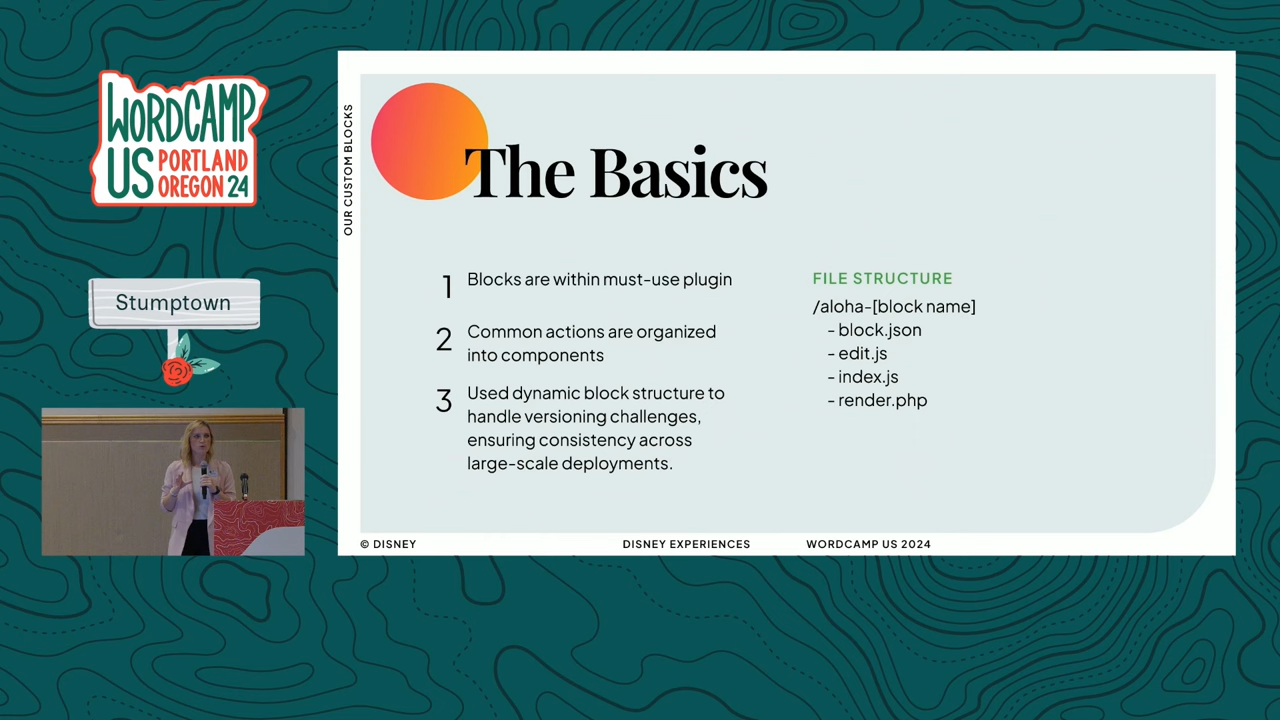 WORDCAMP
US PORTLAND
OREGON 24
Stumptown
OUR CUSTOM BLOCKS
The Basics
1 Blocks are within must-use plugin
2 Common actions are organized
into components
3 Used dynamic block structure to
handle versioning challenges,
ensuring consistency across
large-scale deployments.
FILE STRUCTURE
/aloha-[block name]
- block.json
- edit.js
- index.js
- render.php
© DISNEY
DISNEY EXPERIENCES
WORDCAMP US 2024